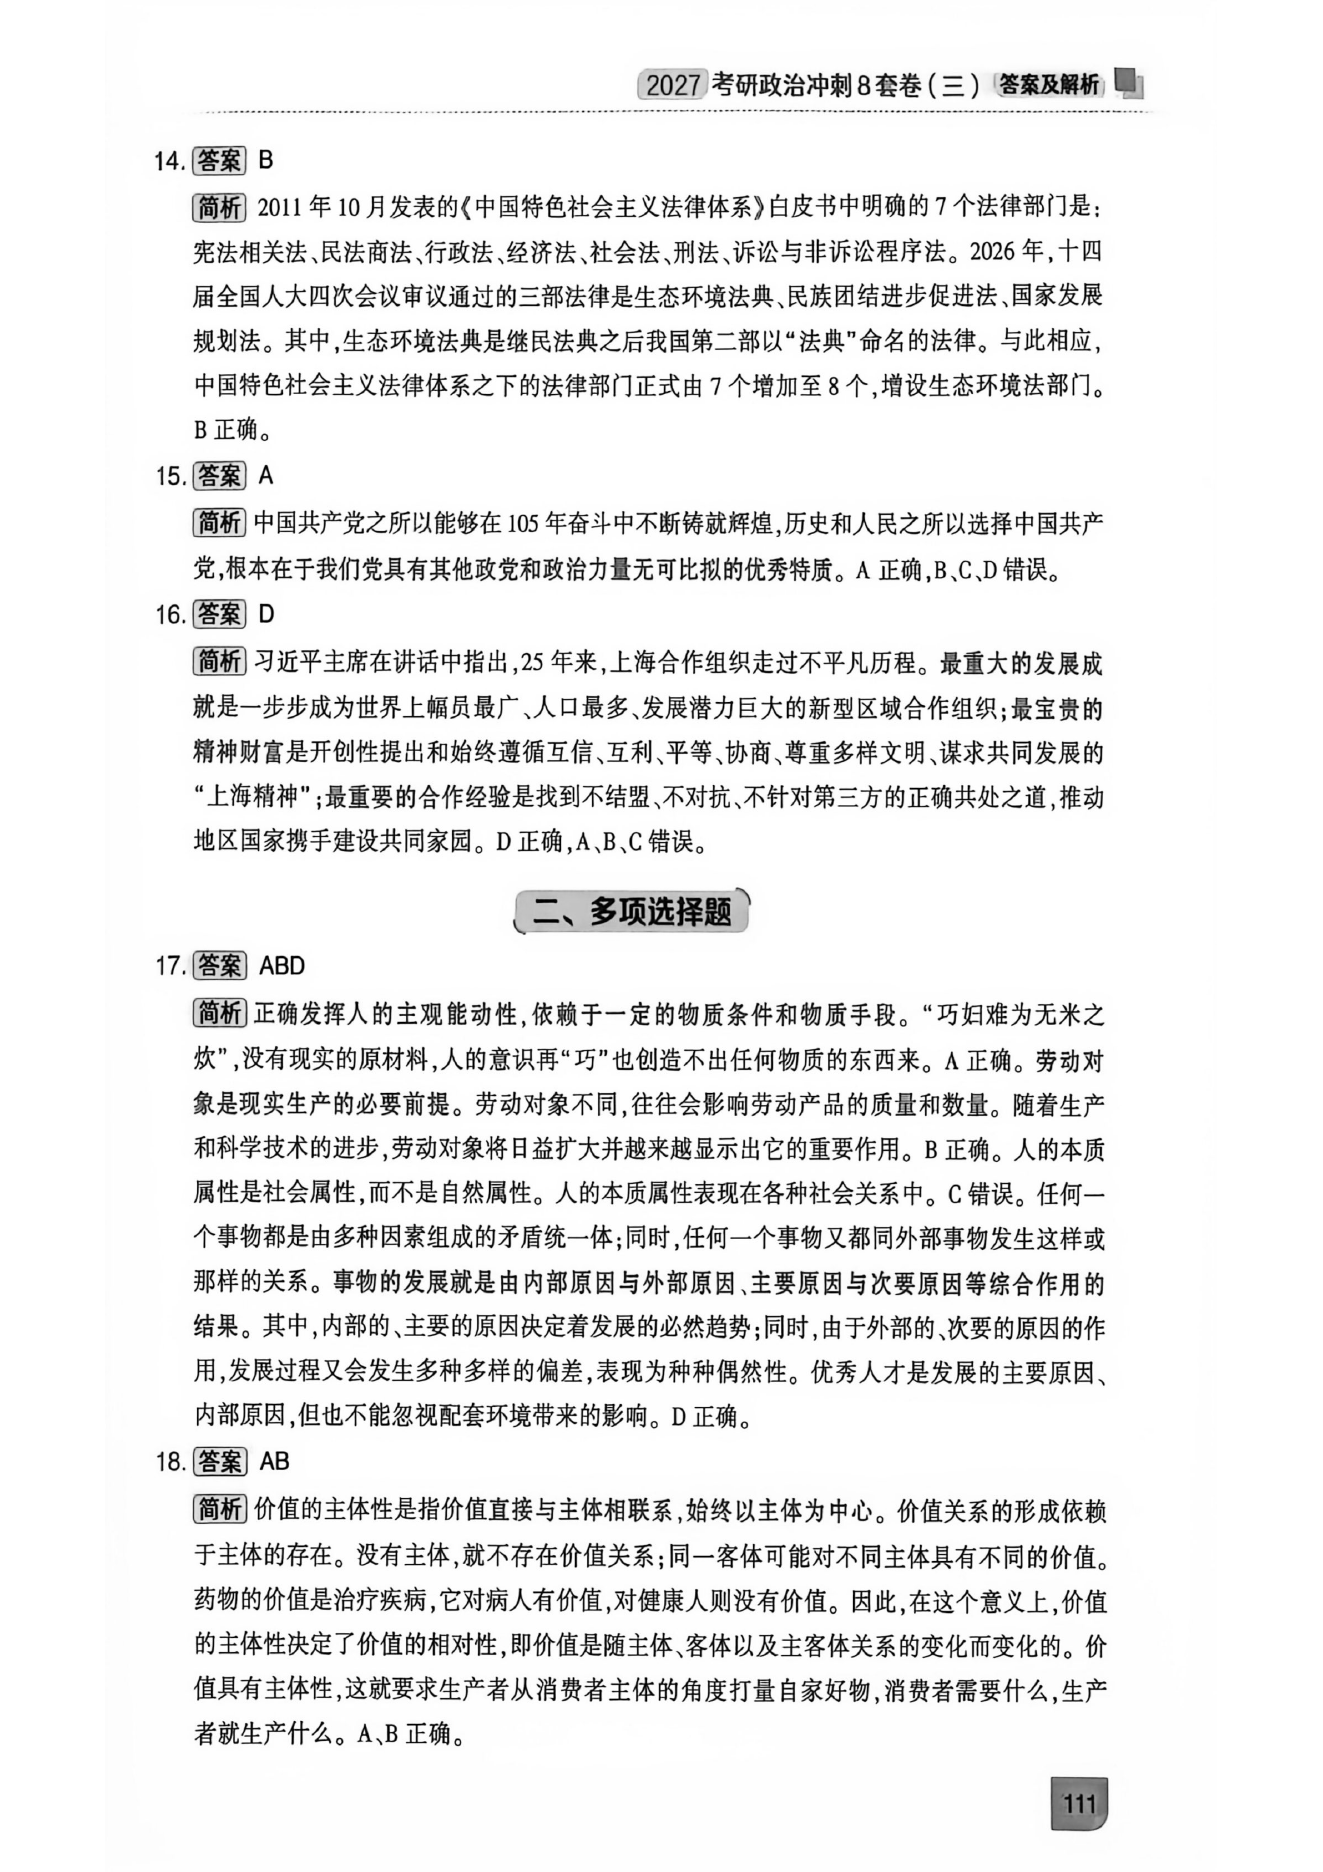 2027 考研政治冲刺8套卷(三) 答案及解析
14. 答案 B
简析 2011年10月发表的《中国特色社会主义法律体系》白皮书中明确的7个法律部门是：
宪法相关法、民法商法、行政法、经济法、社会法、刑法、诉讼与非诉讼程序法。2026年,十四
届全国人大四次会议审议通过的三部法律是生态环境法典、民族团结进步促进法、国家发展
规划法。其中,生态环境法典是继民法典之后我国第二部以“法典”命名的法律。与此相应,
中国特色社会主义法律体系之下的法律部门正式由7个增加至8个,增设生态环境法部门。
B正确。
15. 答案 A
简析 中国共产党之所以能够在105年奋斗中不断铸就辉煌,历史和人民之所以选择中国共产
党,根本在于我们党具有其他政党和政治力量无可比拟的优秀特质。A正确,B、C、D错误。
16. 答案 D
简析 习近平主席在讲话中指出,25年来,上海合作组织走过不平凡历程。最重大的发展成
就是一步步成为世界上幅员最广、人口最多、发展潜力巨大的新型区域合作组织;最宝贵的
精神财富是开创性提出和始终遵循互信、互利、平等、协商、尊重多样文明、谋求共同发展的
“上海精神”;最重要的合作经验是找到不结盟、不对抗、不针对第三方的正确共处之道,推动
地区国家携手建设共同家园。D正确,A、B、C错误。
二、多项选择题
17. 答案 ABD
简析 正确发挥人的主观能动性,依赖于一定的物质条件和物质手段。“巧妇难为无米之
炊”,没有现实的原材料,人的意识再“巧”也创造不出任何物质的东西来。A正确。劳动对
象是现实生产的必要前提。劳动对象不同,往往会影响劳动产品的质量和数量。随着生产
和科学技术的进步,劳动对象将日益扩大并越来越显示出它的重要作用。B正确。人的本质
属性是社会属性,而不是自然属性。人的本质属性表现在各种社会关系中。C错误。任何一
个事物都是由多种因素组成的矛盾统一体;同时,任何一个事物又都同外部事物发生这样或
那样的关系。事物的发展就是由内部原因与外部原因、主要原因与次要原因等综合作用的
结果。其中,内部的、主要的原因决定着发展的必然趋势;同时,由于外部的、次要的原因的作
用,发展过程又会发生多种多样的偏差,表现为种种偶然性。优秀人才是发展的主要原因、
内部原因,但也不能忽视配套环境带来的影响。D正确。
18. 答案 AB
简析 价值的主体性是指价值直接与主体相联系,始终以主体为中心。价值关系的形成依赖
于主体的存在。没有主体,就不存在价值关系;同一客体可能对不同主体具有不同的价值。
药物的价值是治疗疾病,它对病人有价值,对健康人则没有价值。因此,在这个意义上,价值
的主体性决定了价值的相对性,即价值是随主体、客体以及主客体关系的变化而变化的。价
值具有主体性,这就要求生产者从消费者主体的角度打量自家好物,消费者需要什么,生产
者就生产什么。A、B正确。
111